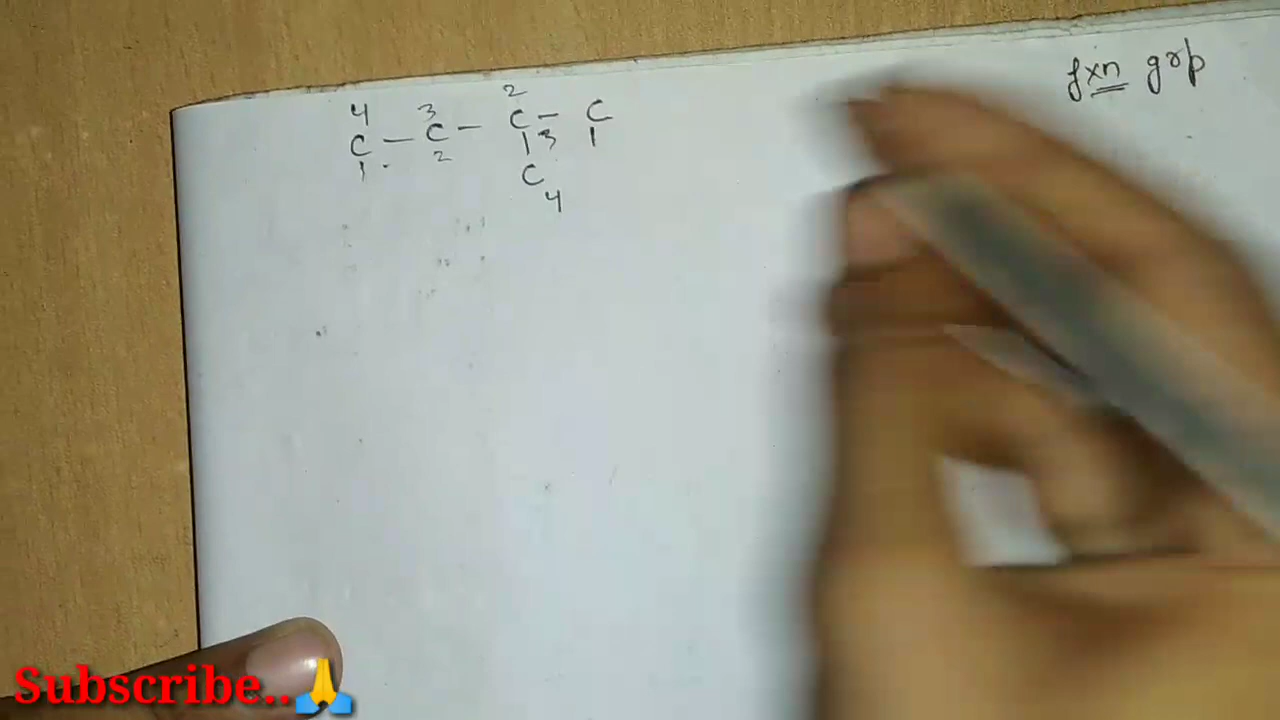 fxn grp
4 3 2
C - C - C - C
1 2 3 1
C
4
Subscribe..🙏